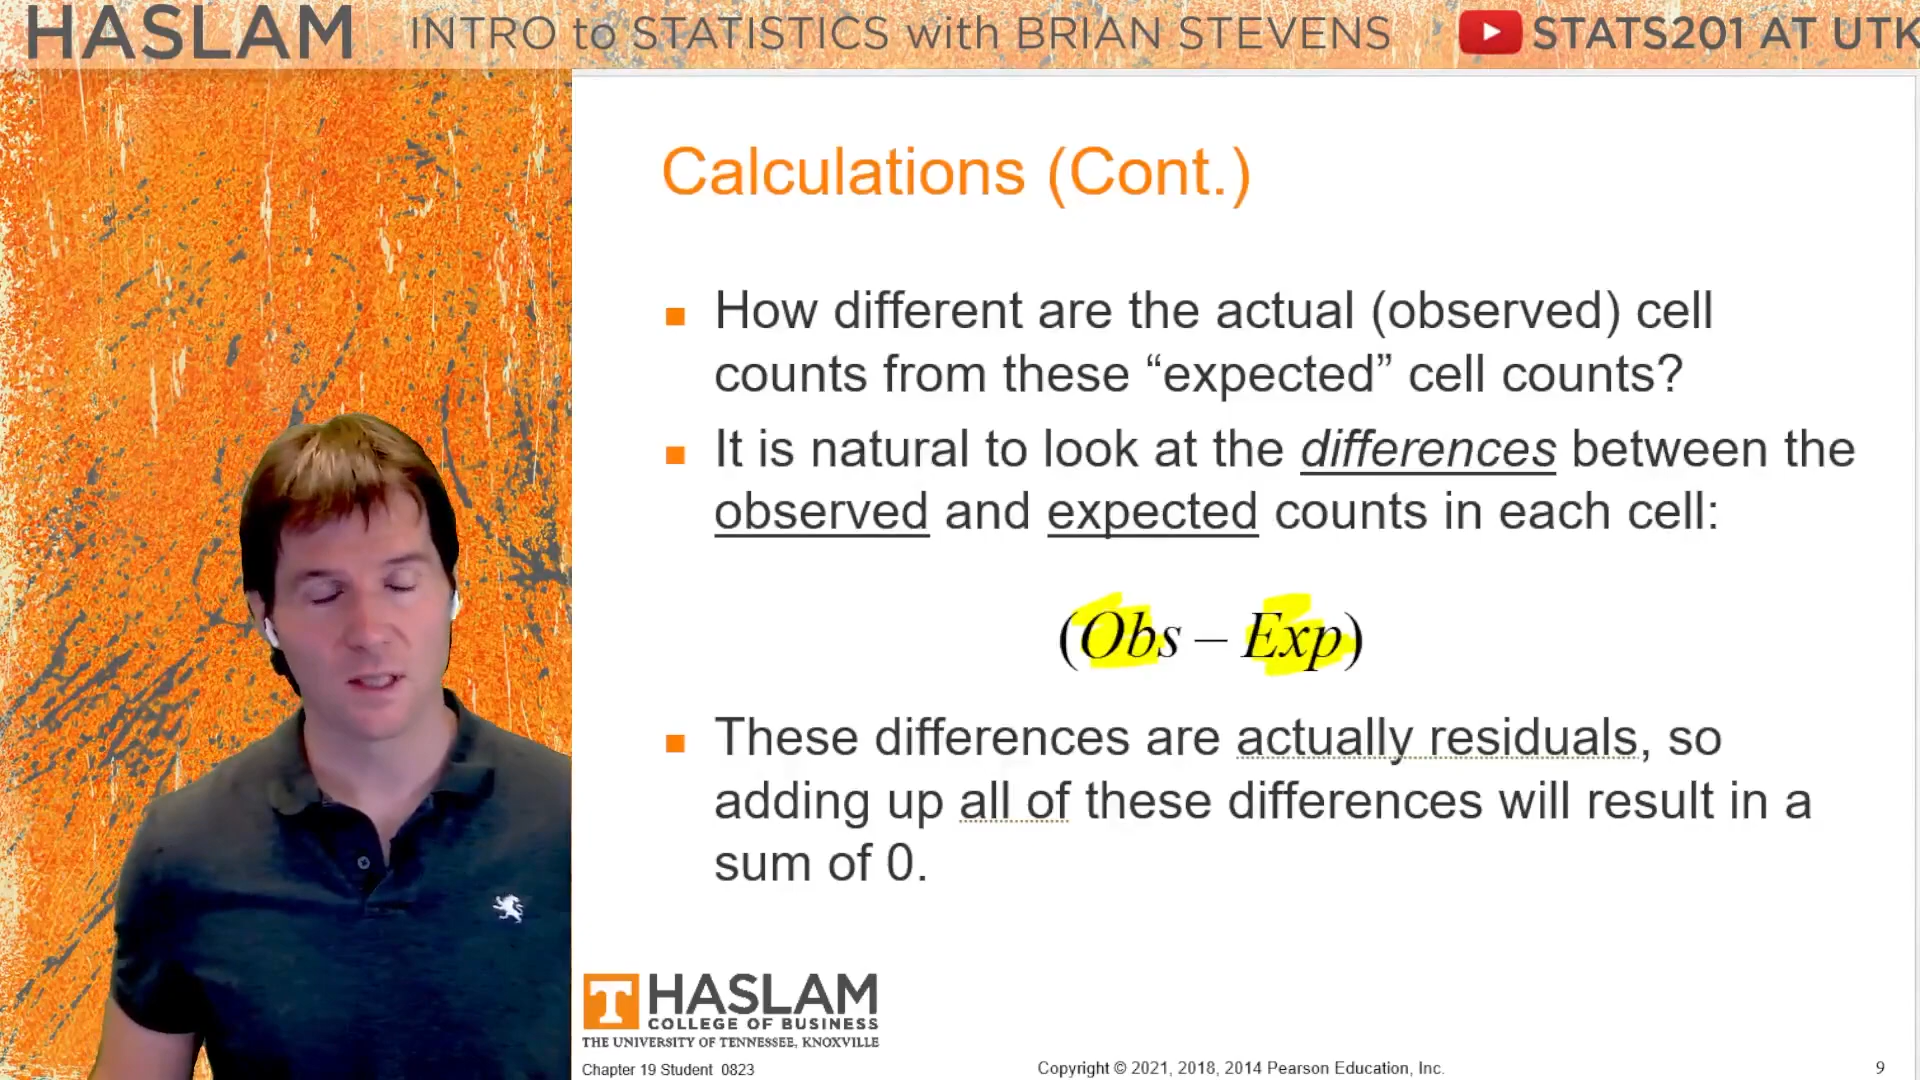 HASLAM INTRO to STATISTICS with BRIAN STEVENS STATS201 AT UTK
Calculations (Cont.)
How different are the actual (observed) cell
counts from these “expected” cell counts?
It is natural to look at the differences between the
observed and expected counts in each cell:
(Obs – Exp)
These differences are actually residuals, so
adding up all of these differences will result in a
sum of 0.
T HASLAM
COLLEGE OF BUSINESS
THE UNIVERSITY OF TENNESSEE, KNOXVILLE
Chapter 19 Student 0823 Copyright © 2021, 2018, 2014 Pearson Education, Inc. 9